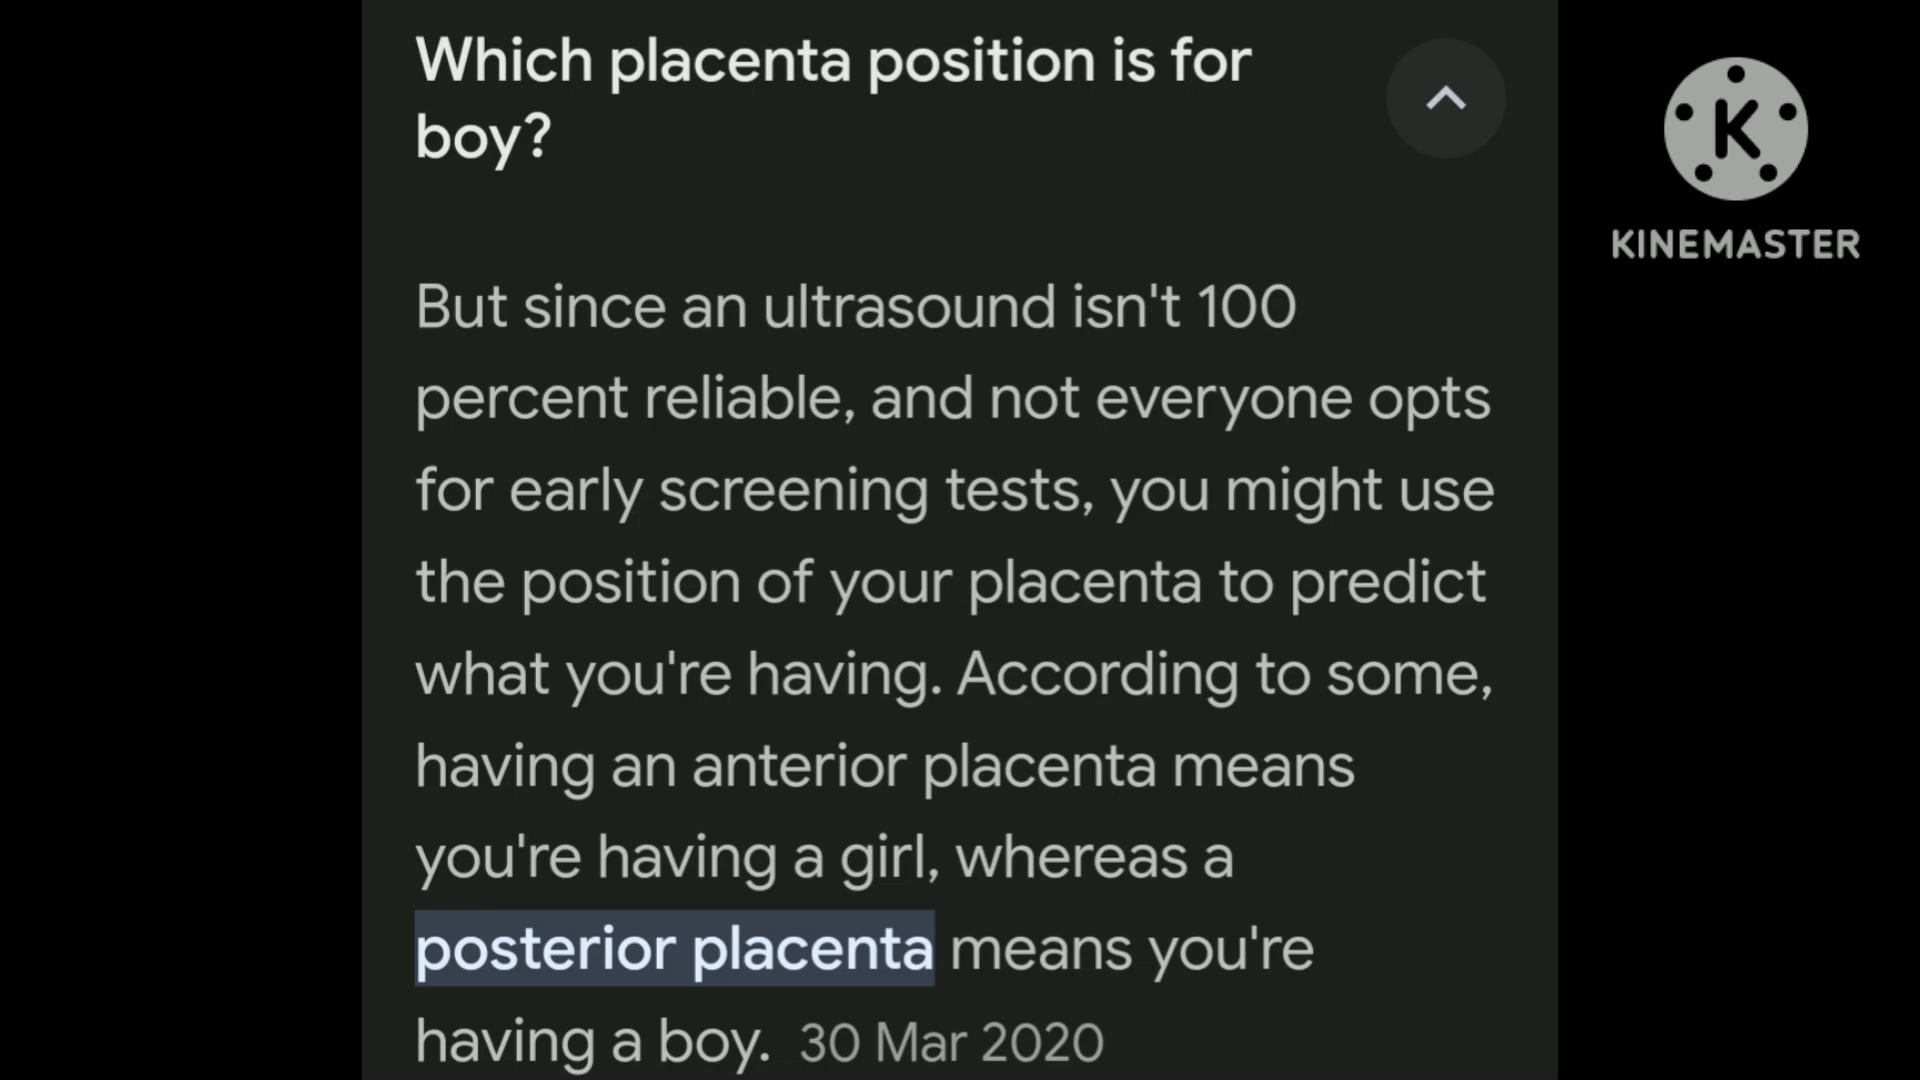 Which placenta position is for
boy?
K
KINEMASTER
But since an ultrasound isn't 100
percent reliable, and not everyone opts
for early screening tests, you might use
the position of your placenta to predict
what you're having. According to some,
having an anterior placenta means
you're having a girl, whereas a
posterior placenta means you're
having a boy. 30 Mar 2020